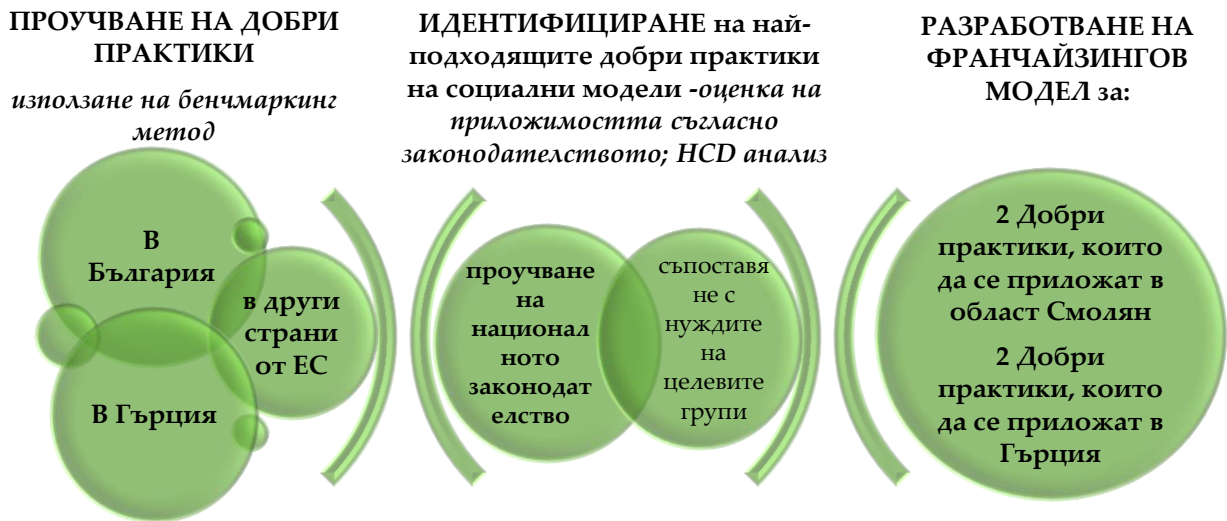 ПРОУЧВАНЕ НА ДОБРИ
ПРАКТИКИ
използане на бенчмаркинг
метод
В
България
в други
страни
от ЕС
В Гърция
ИДЕНТИФИЦИРАНЕ на най-
подходящите добри практики
на социални модели -оценка на
приложимостта съгласно
законодателството; HCD анализ
проучване
на
национал
ното
законодат
елство
съпоставя
не с
нуждите
на
целевите
групи
РАЗРАБОТВАНЕ НА
ФРАНЧАЙЗИНГОВ
МОДЕЛ за:
2 Добри
практики, които
да се приложат в
област Смолян
2 Добри
практики, които
да се приложат в
Гърция